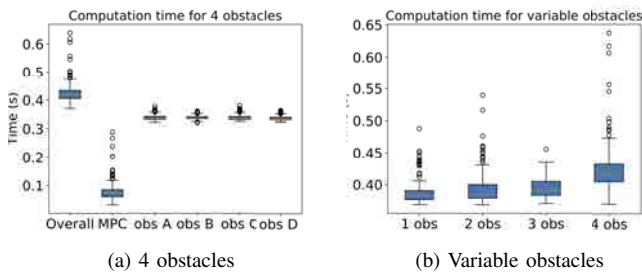 Computation time for 4 obstacles
Time (s)
0.6
0.5
0.4
0.3
0.2
0.1
Overall MPC obs A obs B obs C obs D
(a) 4 obstacles
Computation time for variable obstacles
0.65
0.60
0.55
0.50
0.45
0.40
1 obs 2 obs 3 obs 4 obs
(b) Variable obstacles